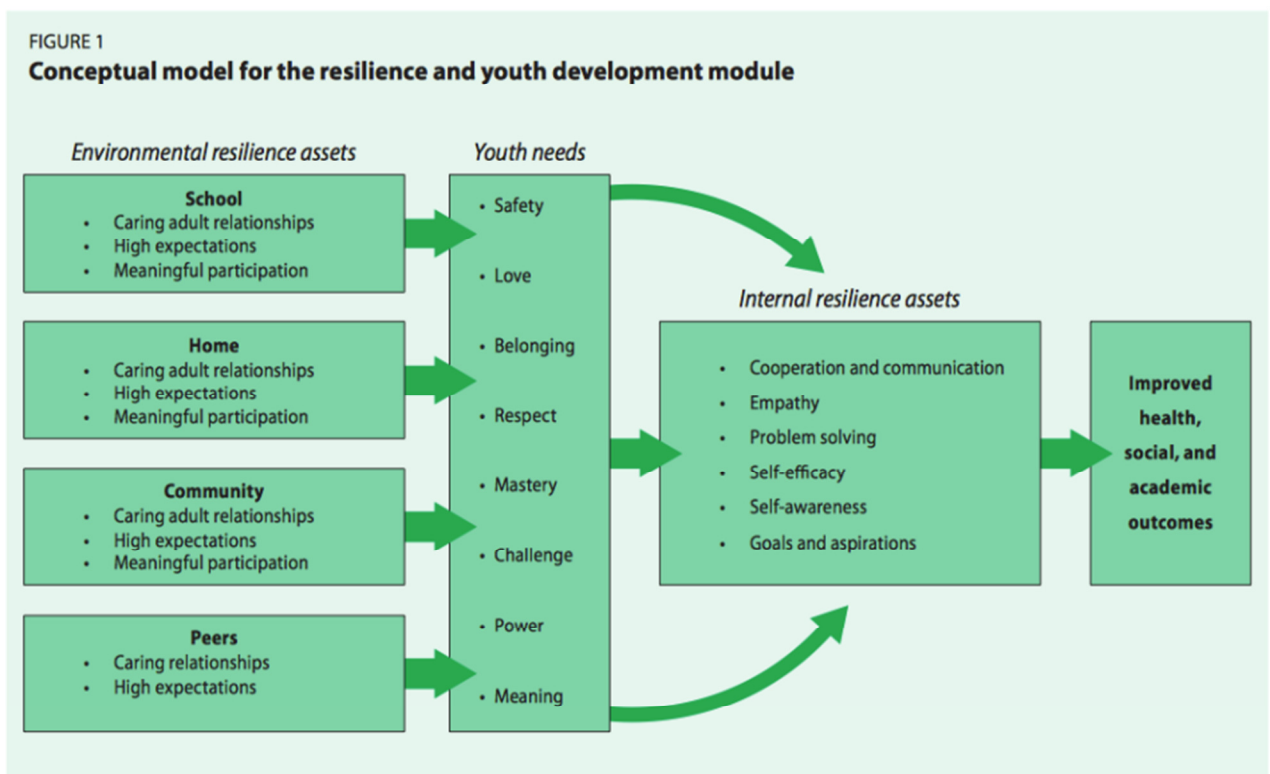 FIGURE 1
Conceptual model for the resilience and youth development module
Environmental resilience assets
School
• Caring adult relationships
• High expectations
• Meaningful participation
Home
• Caring adult relationships
• High expectations
• Meaningful participation
Community
• Caring adult relationships
• High expectations
• Meaningful participation
Peers
• Caring relationships
• High expectations
Youth needs
• Safety
• Love
• Belonging
• Respect
• Mastery
• Challenge
• Power
• Meaning
Internal resilience assets
• Cooperation and communication
• Empathy
• Problem solving
• Self-efficacy
• Self-awareness
• Goals and aspirations
Improved
health,
social, and
academic
outcomes